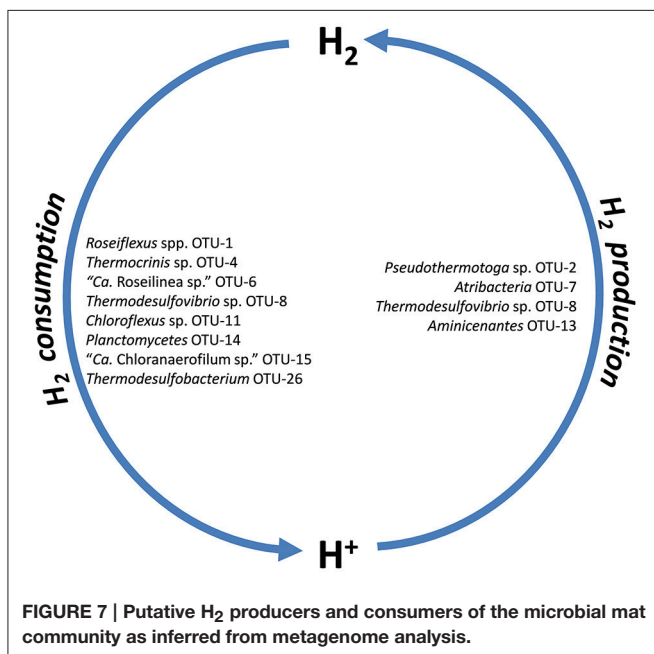 H₂
H₂ consumption
Roseiflexus spp. OTU-1
Thermocrinis sp. OTU-4
“Ca. Roseilinea sp.” OTU-6
Thermodesulfovibrio sp. OTU-8
Chloroflexus sp. OTU-11
Planctomycetes OTU-14
“Ca. Chloranaerofilum sp.” OTU-15
Thermodesulfobacterium OTU-26
Pseudothermotoga sp. OTU-2
Atribacteria OTU-7
Thermodesulfovibrio sp. OTU-8
Aminicenantes OTU-13
H₂ production
H⁺
FIGURE 7 | Putative H₂ producers and consumers of the microbial mat
community as inferred from metagenome analysis.